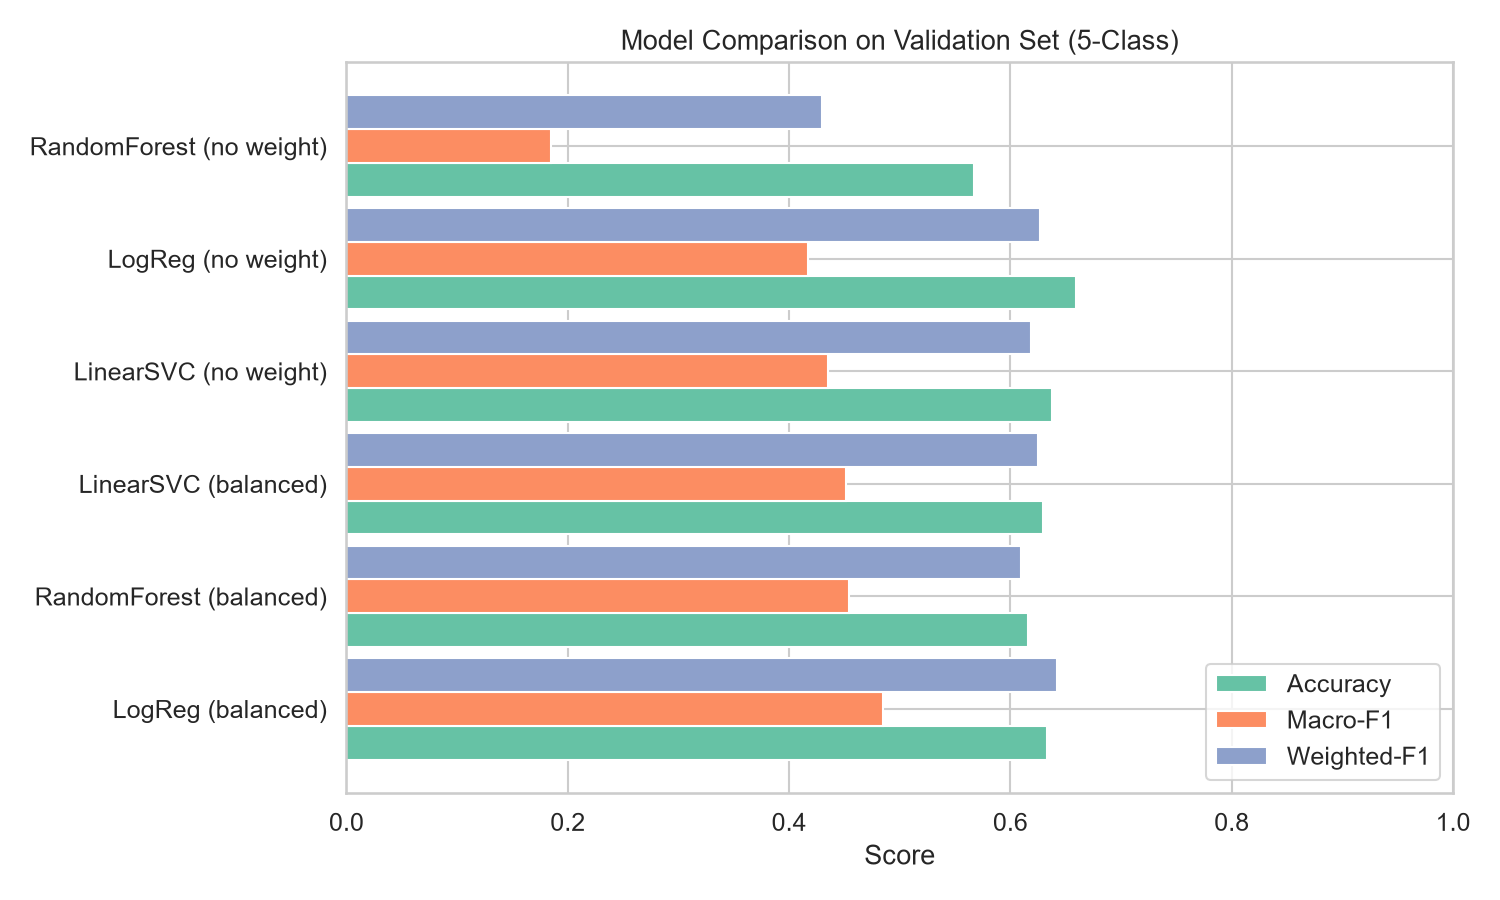 Model Comparison on Validation Set (5-Class)
RandomForest (no weight)
LogReg (no weight)
LinearSVC (no weight)
LinearSVC (balanced)
RandomForest (balanced)
LogReg (balanced)
Accuracy
Macro-F1
Weighted-F1
0.0 0.2 0.4 0.6 0.8 1.0
Score